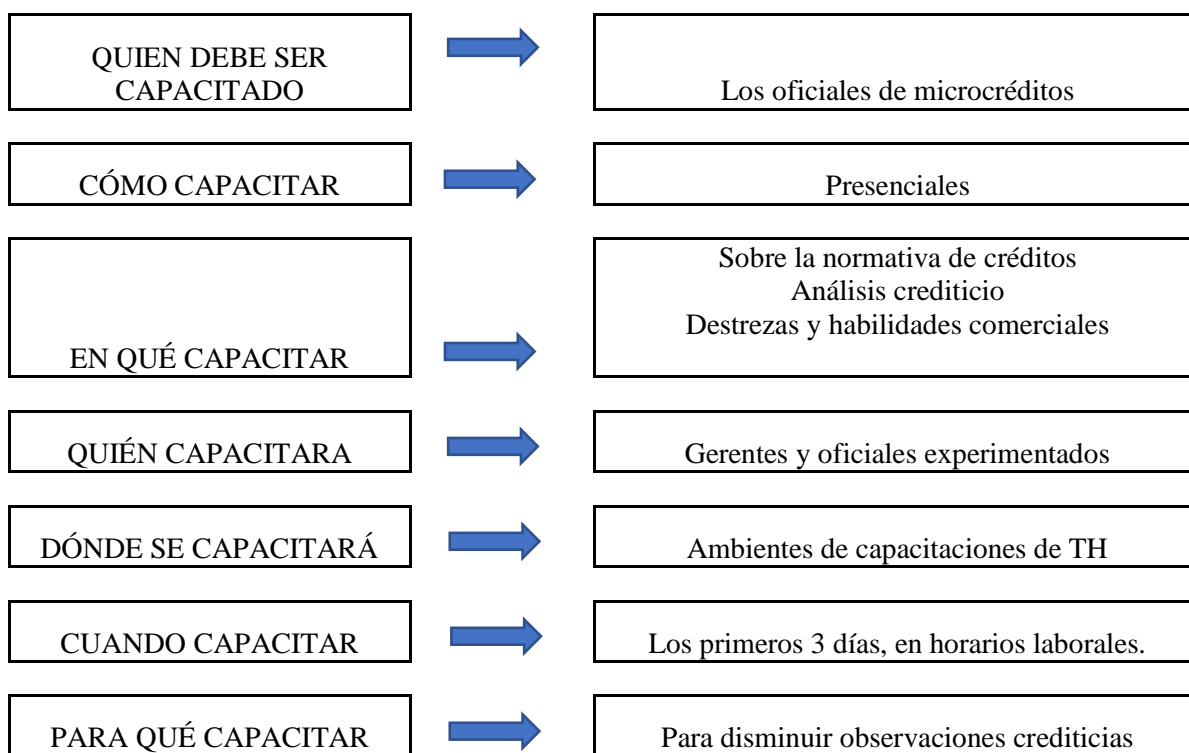 QUIEN DEBE SER
CAPACITADO
Los oficiales de microcréditos
CÓMO CAPACITAR
Presenciales
EN QUÉ CAPACITAR
Sobre la normativa de créditos
Análisis crediticio
Destrezas y habilidades comerciales
QUIÉN CAPACITARA
Gerentes y oficiales experimentados
DÓNDE SE CAPACITARÁ
Ambientes de capacitaciones de TH
CUANDO CAPACITAR
Los primeros 3 días, en horarios laborales.
PARA QUÉ CAPACITAR
Para disminuir observaciones crediticias